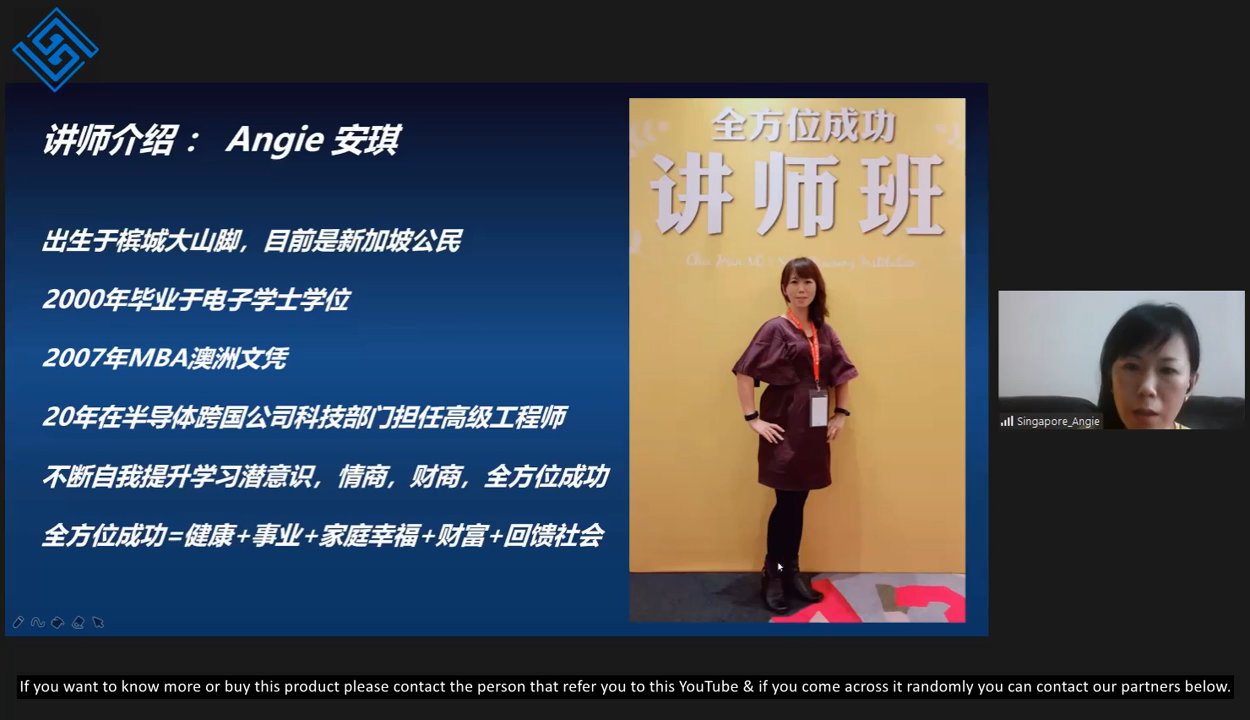 讲师介绍： Angie 安琪
出生于槟城大山脚，目前是新加坡公民
2000年毕业于电子学士学位
2007年MBA澳洲文凭
20年在半导体跨国公司科技部门担任高级工程师
不断自我提升学习潜意识，情商，财商，全方位成功
全方位成功=健康+事业+家庭幸福+财富+回馈社会
全方位成功
讲师班
Singapore_Angie
If you want to know more or buy this product please contact the person that refer you to this YouTube & if you come across it randomly you can contact our partners below.